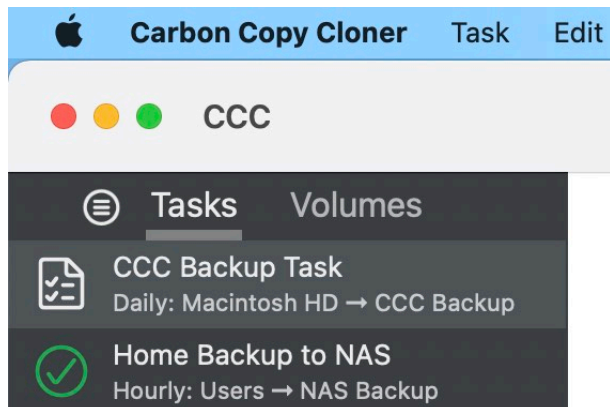 Carbon Copy Cloner Task Edit
CCC
Tasks Volumes
CCC Backup Task
Daily: Macintosh HD → CCC Backup
Home Backup to NAS
Hourly: Users → NAS Backup